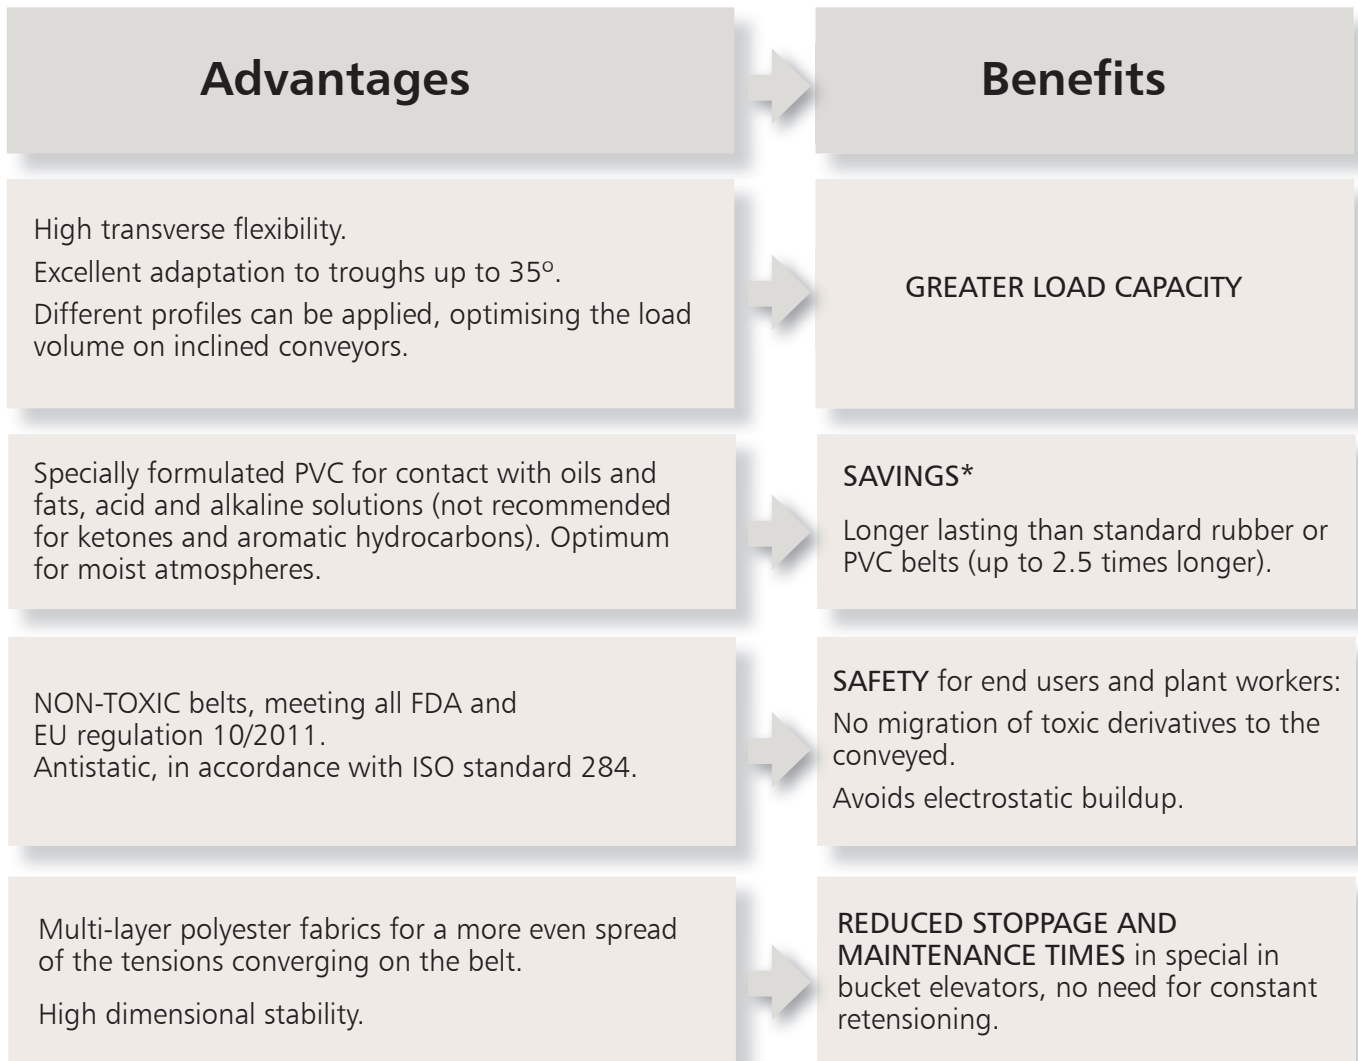 Advantages
Benefits
High transverse flexibility.
Excellent adaptation to troughs up to 35º.
Different profiles can be applied, optimising the load
volume on inclined conveyors.
GREATER LOAD CAPACITY
Specially formulated PVC for contact with oils and
fats, acid and alkaline solutions (not recommended
for ketones and aromatic hydrocarbons). Optimum
for moist atmospheres.
SAVINGS*
Longer lasting than standard rubber or
PVC belts (up to 2.5 times longer).
NON-TOXIC belts, meeting all FDA and
EU regulation 10/2011.
Antistatic, in accordance with ISO standard 284.
SAFETY for end users and plant workers:
No migration of toxic derivatives to the
conveyed.
Avoids electrostatic buildup.
Multi-layer polyester fabrics for a more even spread
of the tensions converging on the belt.
High dimensional stability.
REDUCED STOPPAGE AND
MAINTENANCE TIMES in special in
bucket elevators, no need for constant
retensioning.